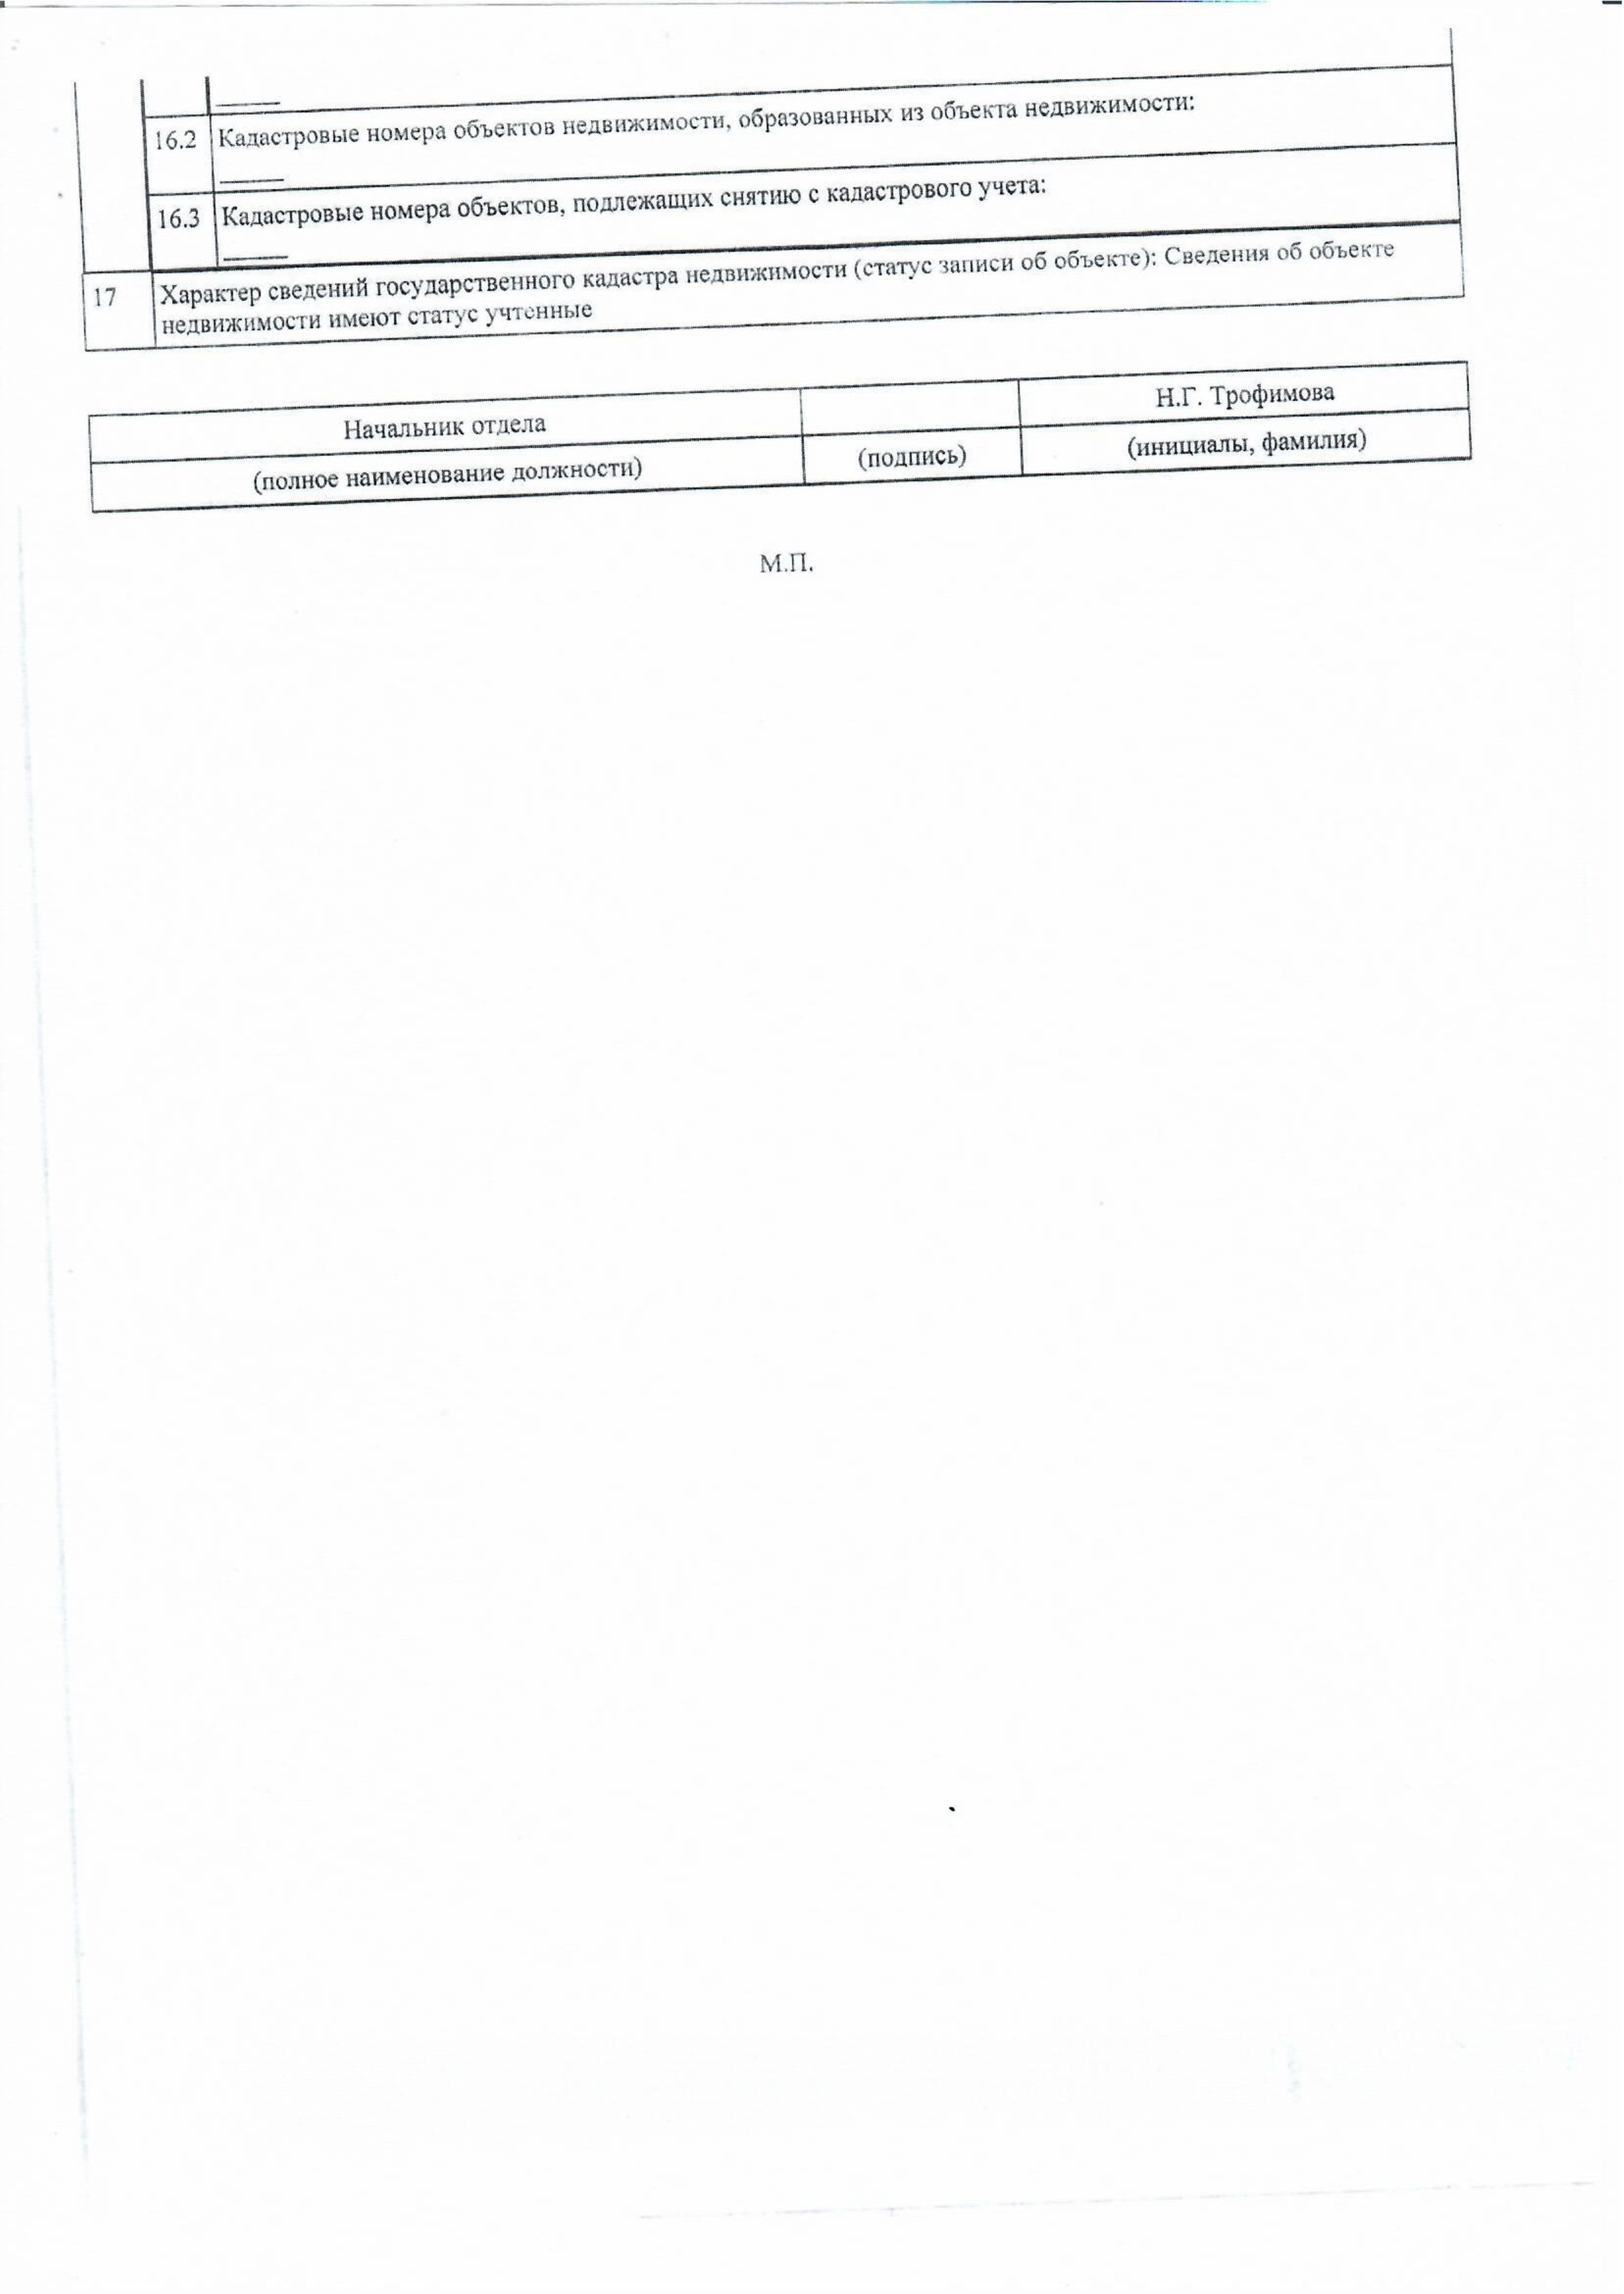 16.2 Кадастровые номера объектов недвижимости, образованных из объекта недвижимости:
_____
16.3 Кадастровые номера объектов, подлежащих снятию с кадастрового учета:
_____
17 Характер сведений государственного кадастра недвижимости (статус записи об объекте): Сведения об объекте
недвижимости имеют статус учтенные
Начальник отдела Н.Г. Трофимова
(полное наименование должности) (подпись) (инициалы, фамилия)
М.П.